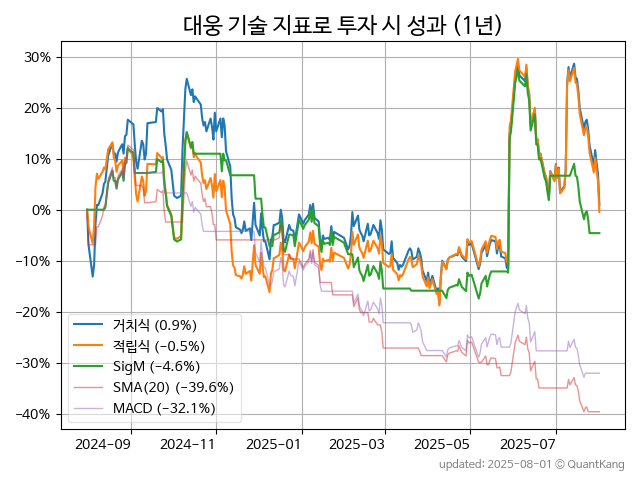 대웅 기술 지표로 투자 시 성과 (1년)
30%
20%
10%
0%
−10%
−20%
−30%
−40%
거치식 (0.9%)
적립식 (−0.5%)
SigM (−4.6%)
SMA(20) (−39.6%)
MACD (−32.1%)
2024-09 2024-11 2025-01 2025-03 2025-05 2025-07
updated: 2025-08-01 © QuantKang